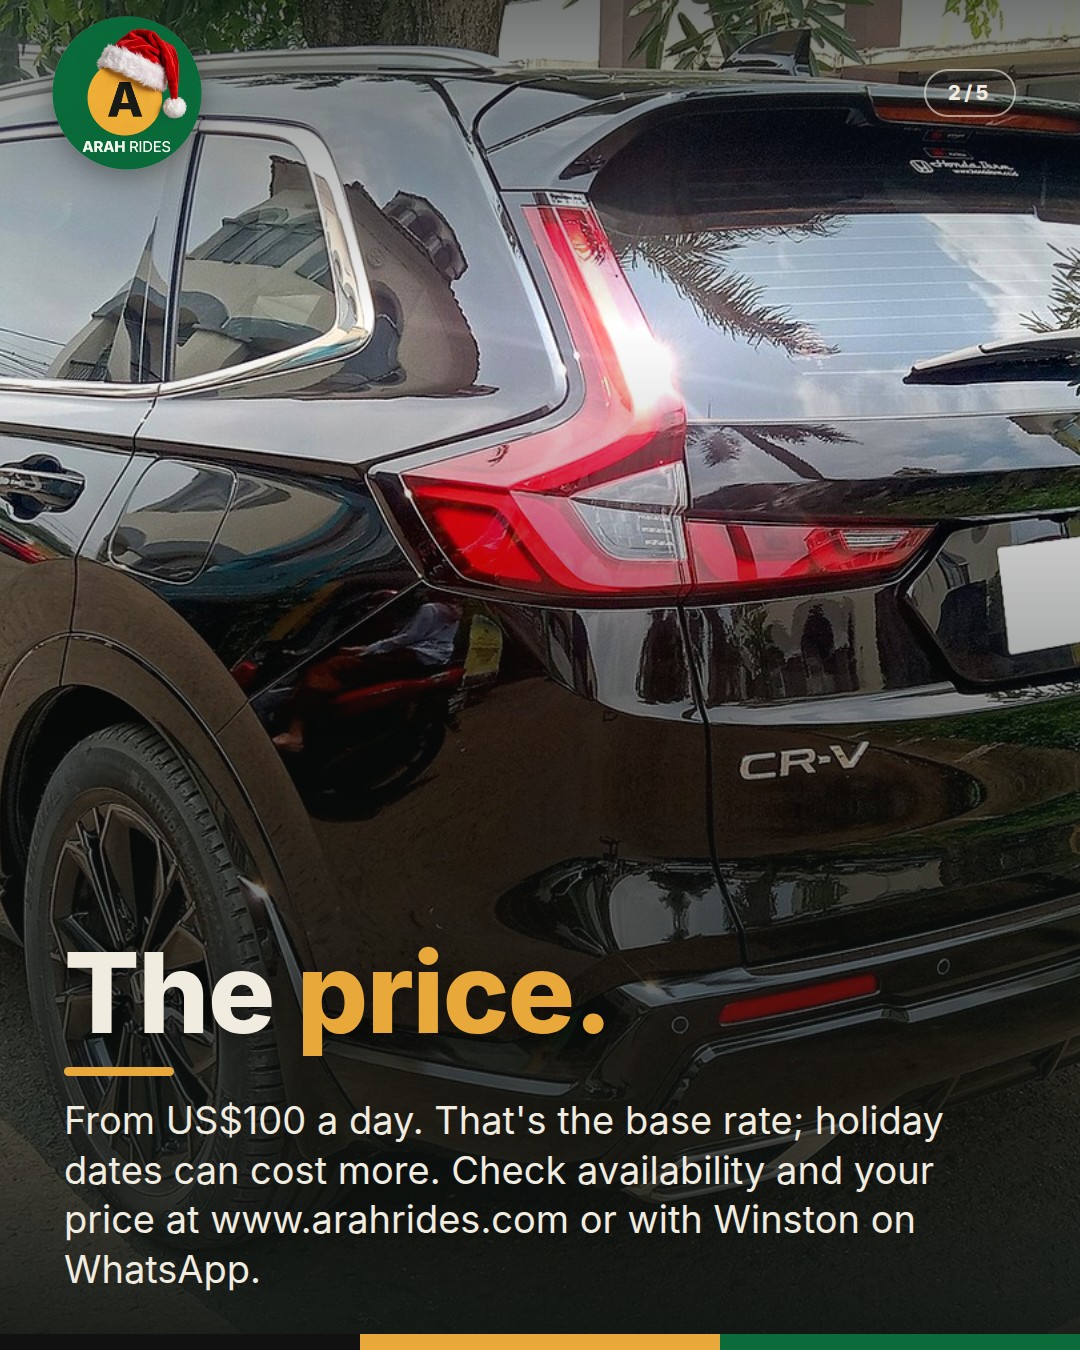 A
ARAH RIDES
2/5
CR-V
The price.
From US$100 a day. That's the base rate; holiday
dates can cost more. Check availability and your
price at www.arahrides.com or with Winston on
WhatsApp.